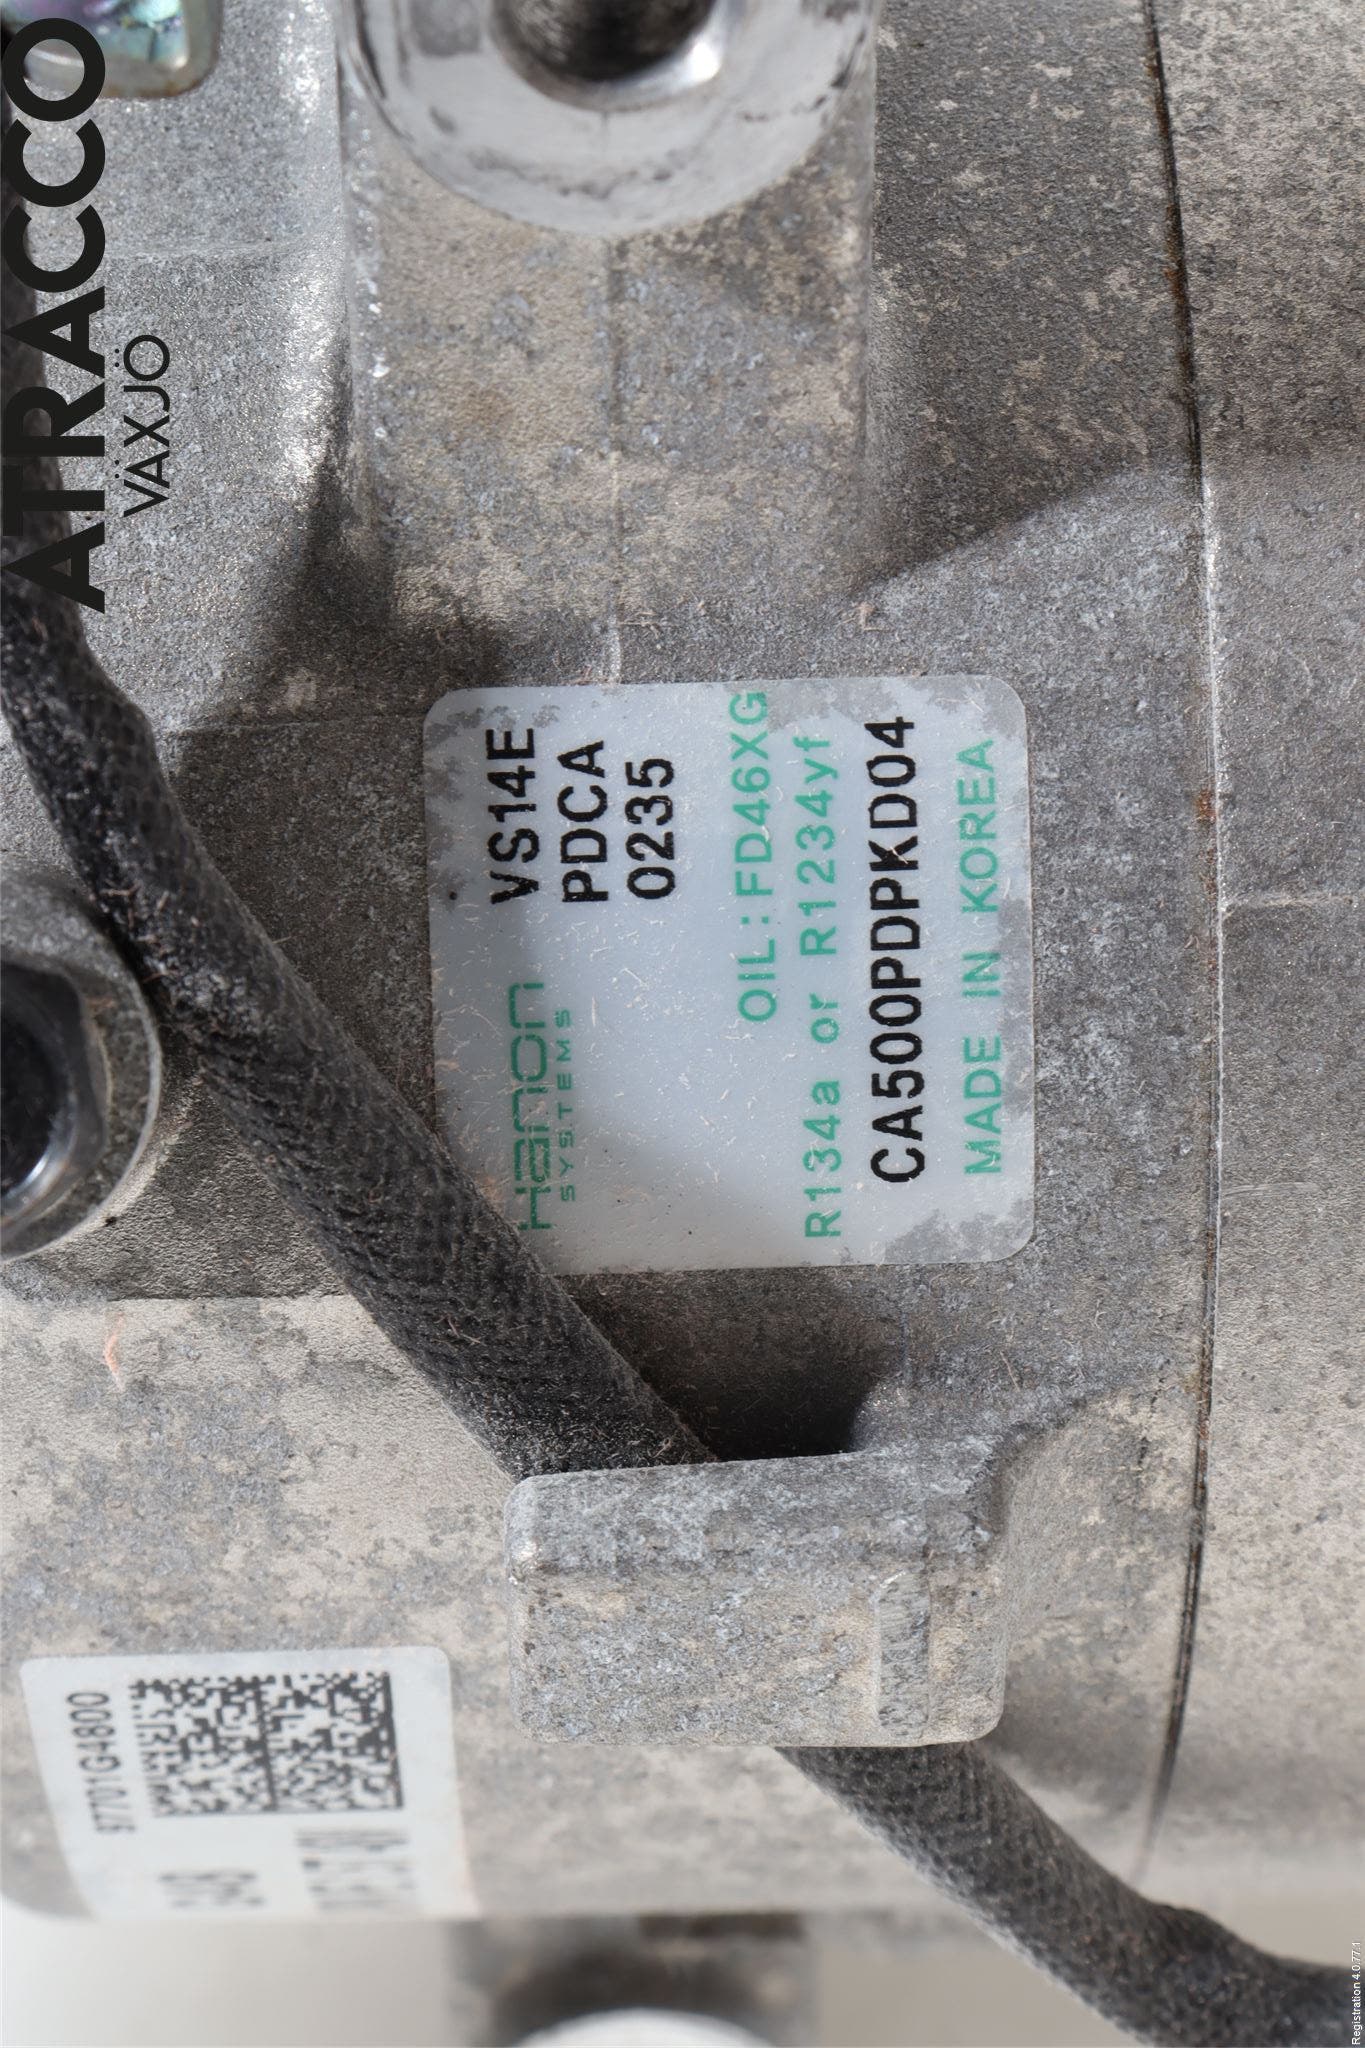 ATRACCO
VÄXJÖ
Hanon
SYSTEMS
VS14E
PDCA
0235
OIL:FD46XG
R134a or R1234yf
CA500PDPKD04
MADE IN KOREA
97701G4800
Registration 4.0.77.1